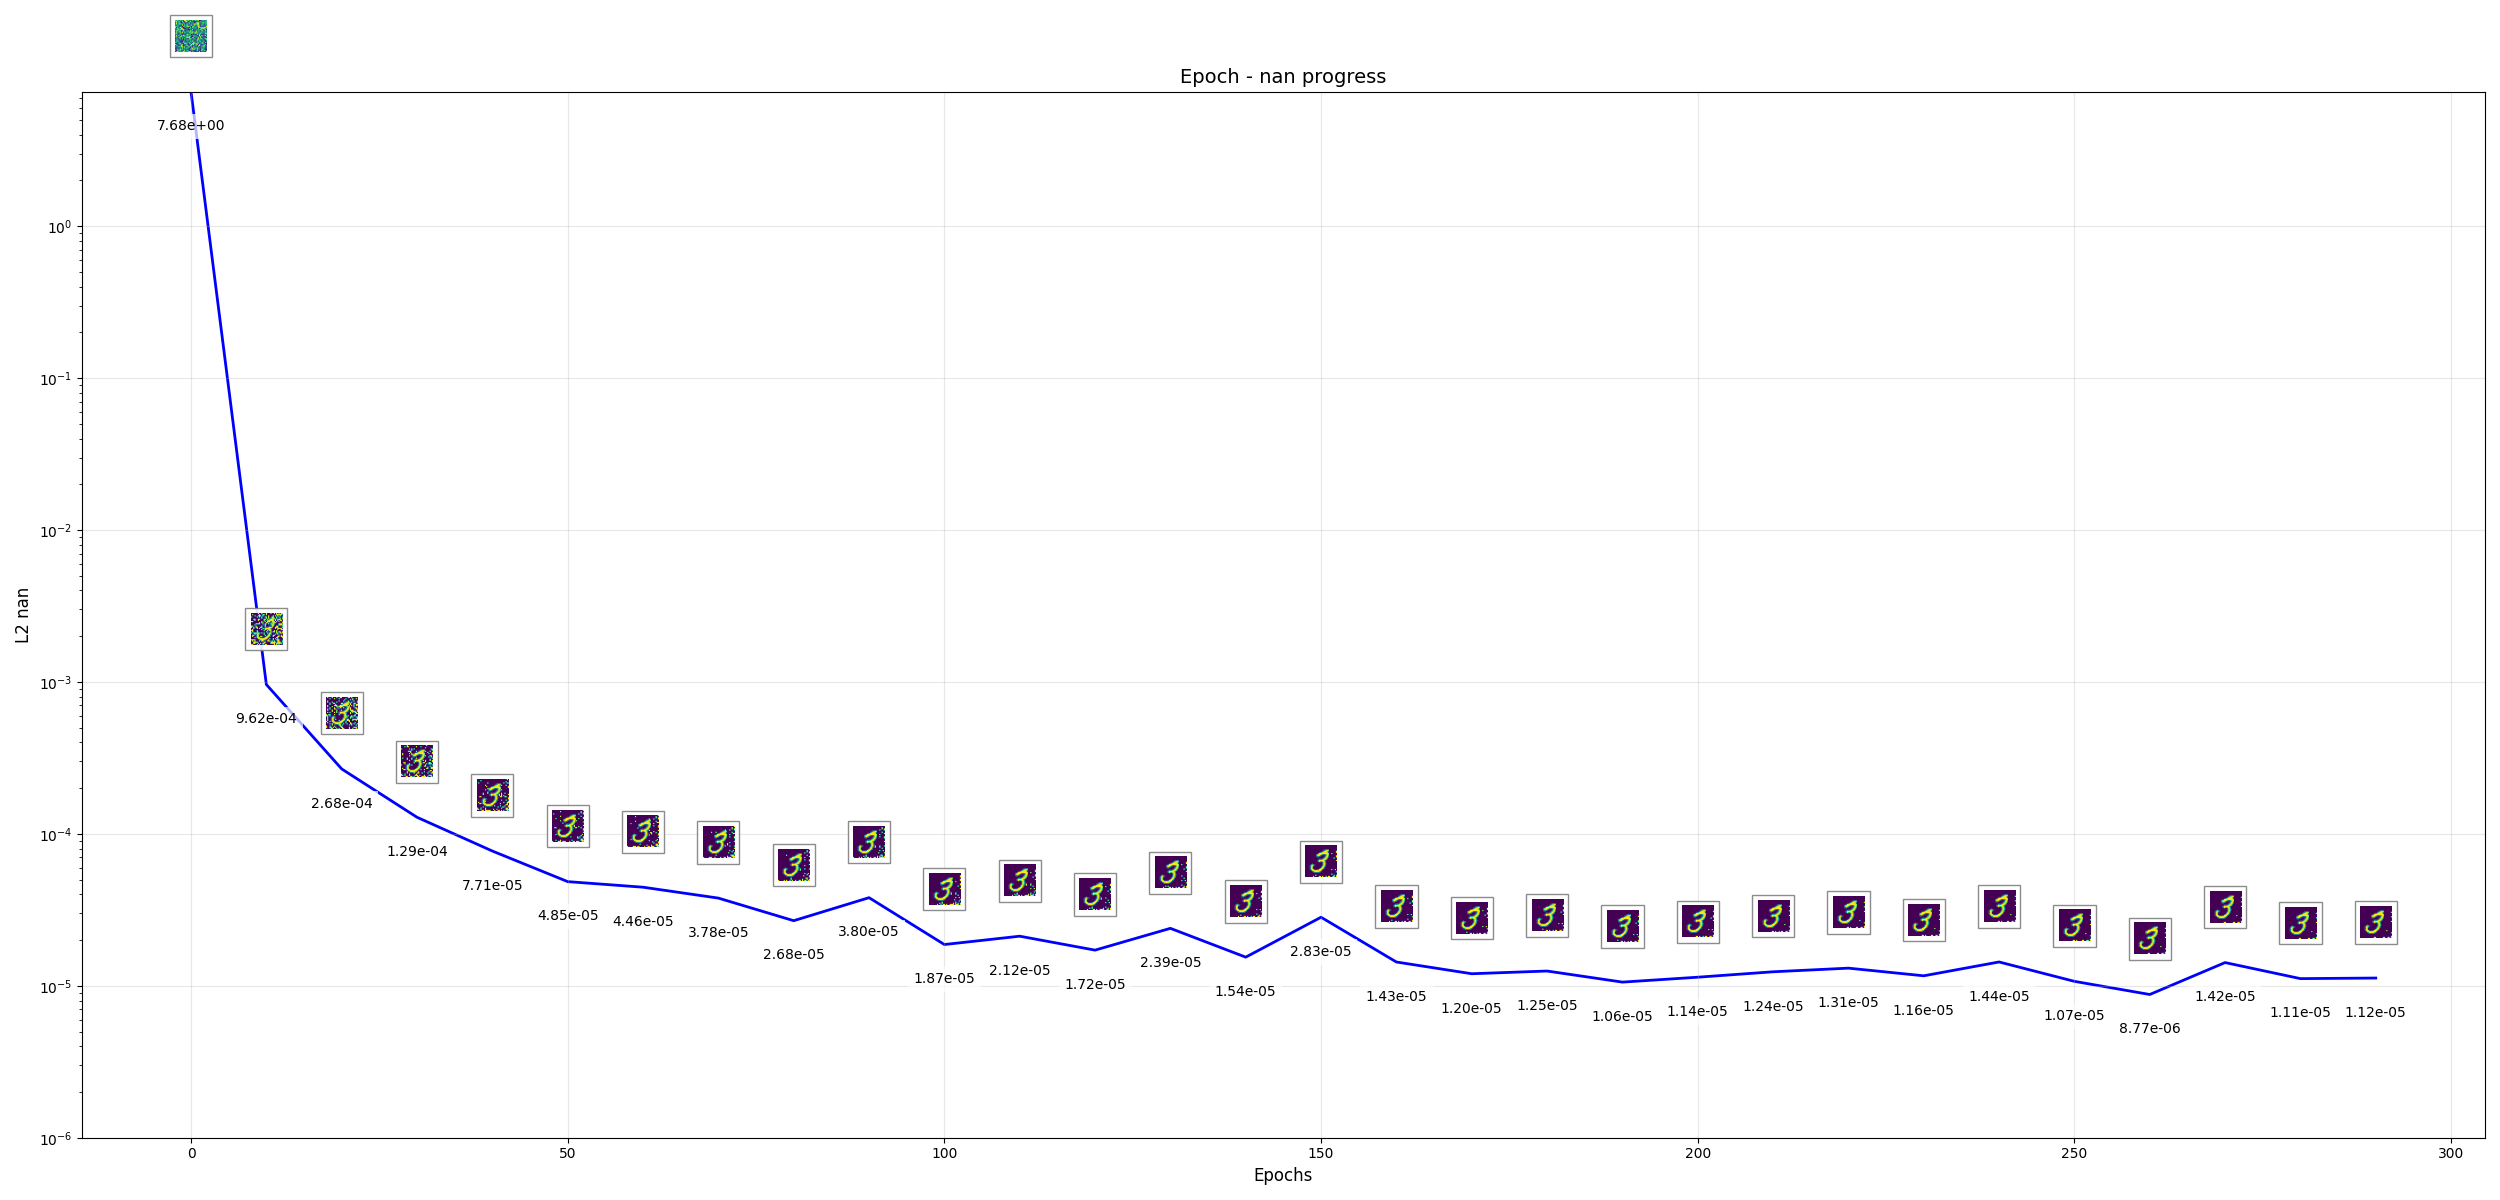 Epoch - nan progress
L2 nan
10⁰
10⁻¹
10⁻²
10⁻³
10⁻⁴
10⁻⁵
10⁻⁶
7.68e+00
9.62e-04
2.68e-04
1.29e-04
7.71e-05
4.85e-05
4.46e-05
3.78e-05
2.68e-05
3.80e-05
1.87e-05
2.12e-05
1.72e-05
2.39e-05
1.54e-05
2.83e-05
1.43e-05
1.20e-05
1.25e-05
1.06e-05
1.14e-05
1.24e-05
1.31e-05
1.16e-05
1.44e-05
1.07e-05
8.77e-06
1.42e-05
1.11e-05
1.12e-05
0 50 100 150 200 250 300
Epochs